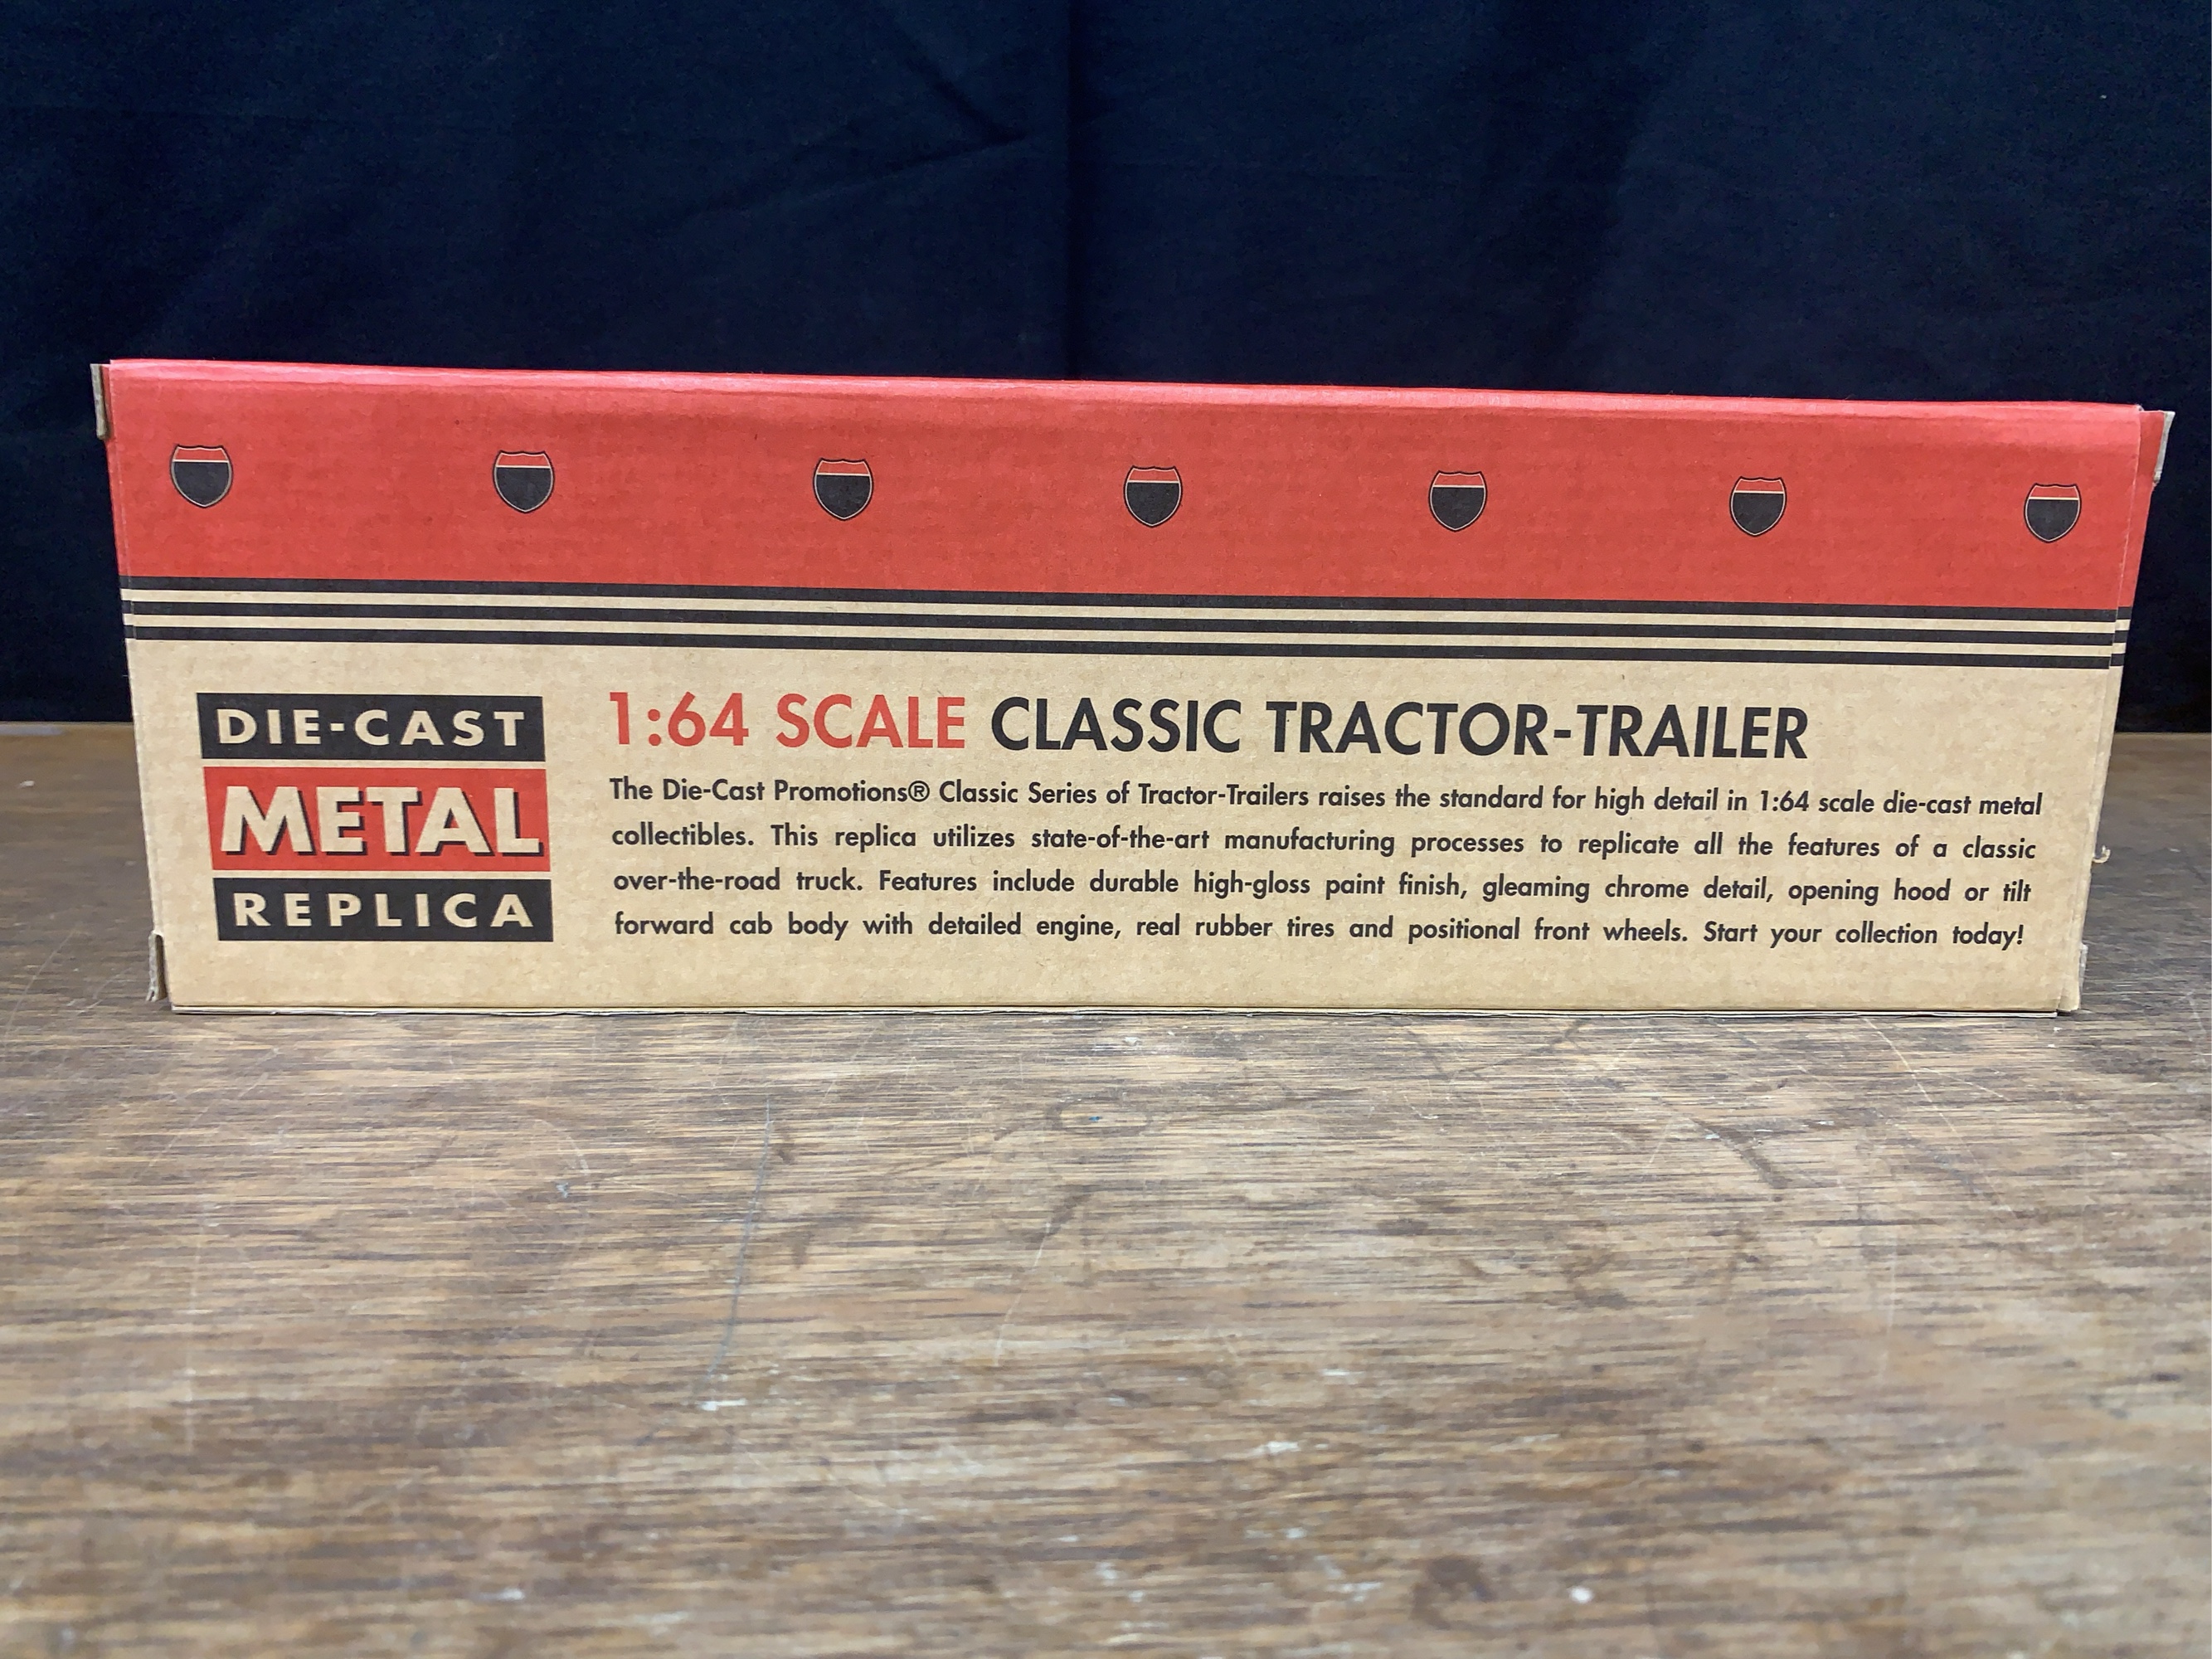 DIE-CAST
METAL
REPLICA
1:64 SCALE CLASSIC TRACTOR-TRAILER
The Die-Cast Promotions® Classic Series of Tractor-Trailers raises the standard for high detail in 1:64 scale die-cast metal
collectibles. This replica utilizes state-of-the-art manufacturing processes to replicate all the features of a classic
over-the-road truck. Features include durable high-gloss paint finish, gleaming chrome detail, opening hood or tilt
forward cab body with detailed engine, real rubber tires and positional front wheels. Start your collection today!